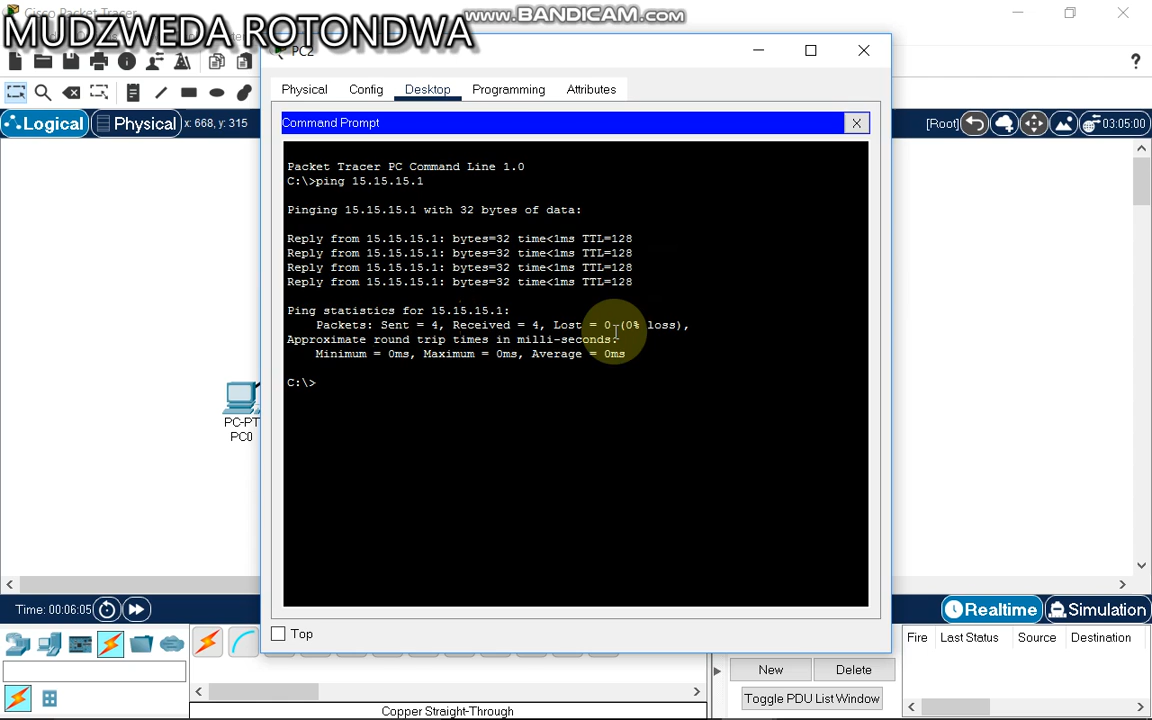 Cisco Packet Tracer
www.BANDICAM.com
MUDZWEDA ROTONDWA
PC2
Physical Config Desktop Programming Attributes
Logical Physical x: 668, y: 315
[Root] 03:05:00
Command Prompt X
Packet Tracer PC Command Line 1.0
C:\>ping 15.15.15.1
Pinging 15.15.15.1 with 32 bytes of data:
Reply from 15.15.15.1: bytes=32 time<1ms TTL=128
Reply from 15.15.15.1: bytes=32 time<1ms TTL=128
Reply from 15.15.15.1: bytes=32 time<1ms TTL=128
Reply from 15.15.15.1: bytes=32 time<1ms TTL=128
Ping statistics for 15.15.15.1:
Packets: Sent = 4, Received = 4, Lost = 0 (0% loss),
Approximate round trip times in milli-seconds:
Minimum = 0ms, Maximum = 0ms, Average = 0ms
C:\>
PC-PT
PC0
Top
Time: 00:06:05
Realtime Simulation
Fire Last Status Source Destination
New Delete
Toggle PDU List Window
Copper Straight-Through